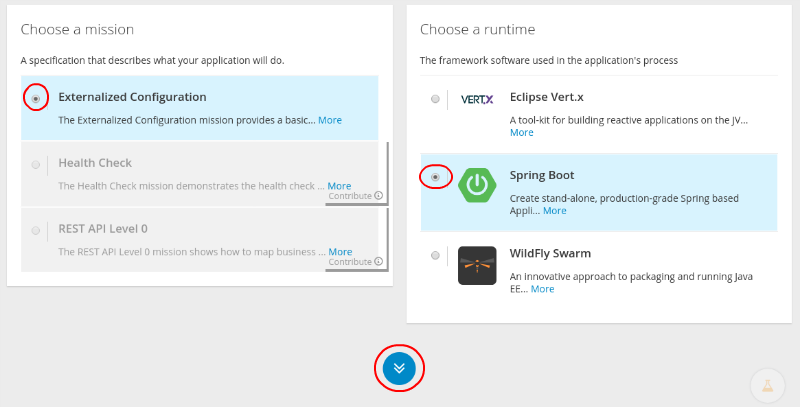 Choose a mission
A specification that describes what your application will do.
Externalized Configuration
The Externalized Configuration mission provides a basic... More
Health Check
The Health Check mission demonstrates the health check ... More
Contribute
REST API Level 0
The REST API Level 0 mission shows how to map business ... More
Contribute
Choose a runtime
The framework software used in the application's process
VERT.X
Eclipse Vert.x
A tool-kit for building reactive applications on the JV...
More
Spring Boot
Create stand-alone, production-grade Spring based
Appli... More
WildFly Swarm
An innovative approach to packaging and running Java
EE... More